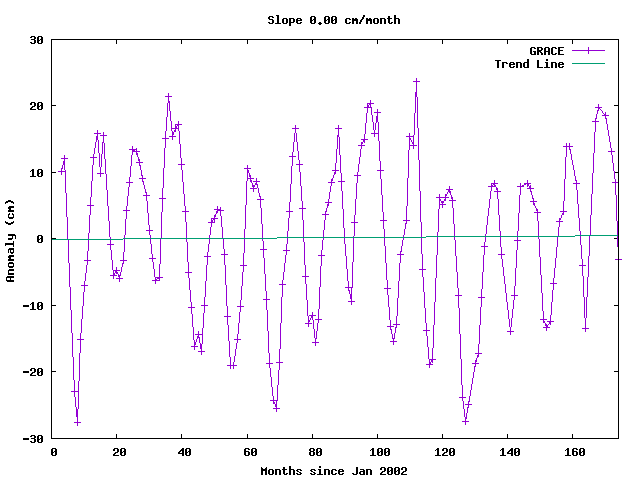 Slope 0.00 cm/month
GRACE
Trend Line
30
20
10
0
-10
-20
-30
Anomaly (cm)
0 20 40 60 80 100 120 140 160
Months since Jan 2002